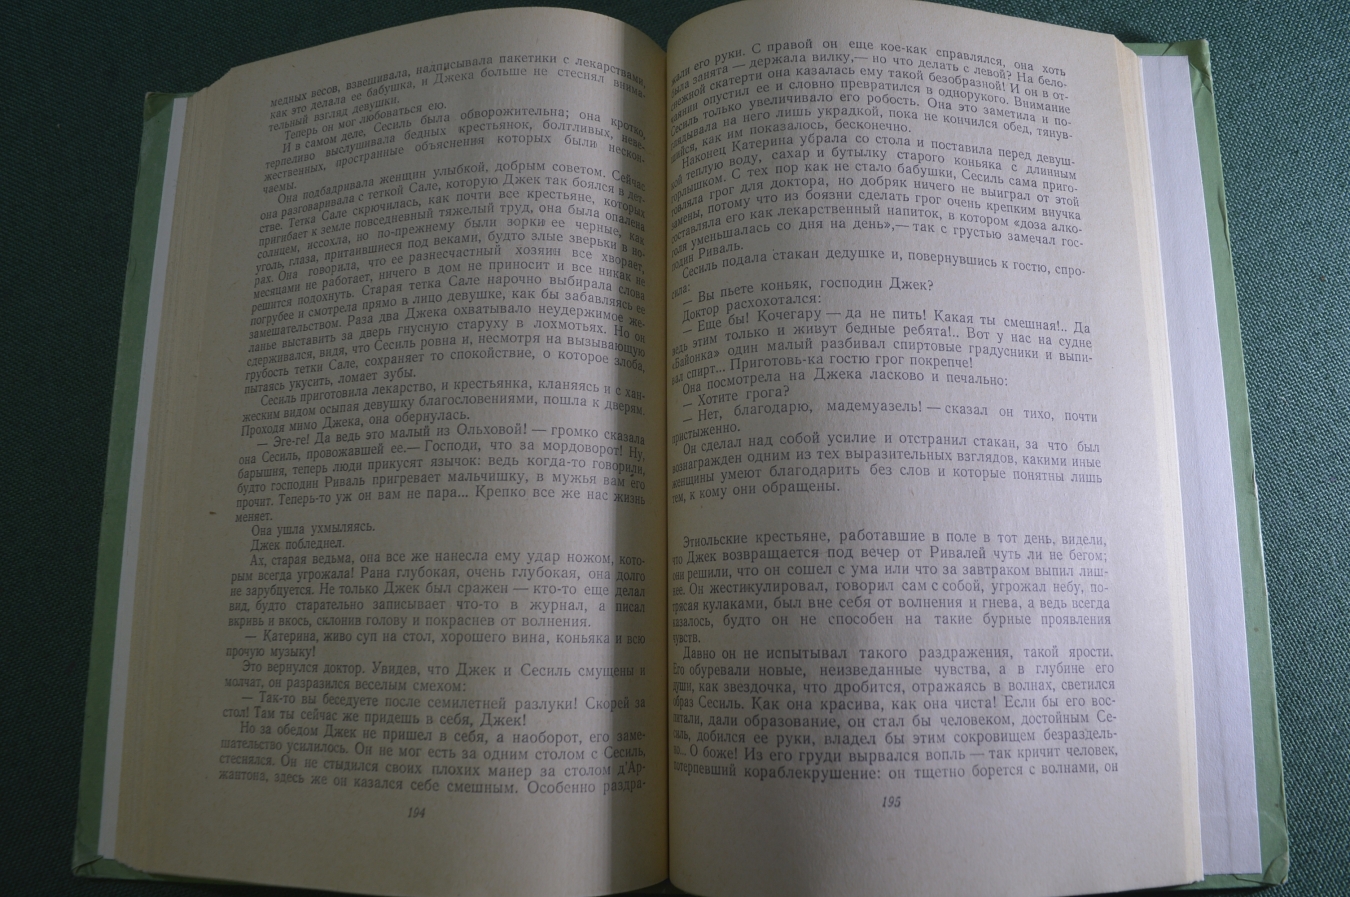 медных весов, взвешивала, надписывала пакетики с лекарствами,
как это делала ее бабушка, и Джека больше не стеснял внима-
тельный взгляд девушки.
Теперь он мог любоваться ею.
И в самом деле, Сесиль была обворожительна; она кротко,
терпеливо выслушивала бедных крестьянок, болтливых, неве-
жественных, пространные объяснения которых были нескон-
чаемы.
Она подбадривала женщин улыбкой, добрым советом. Сейчас
она разговаривала с теткой Сале, которую Джек так боялся в дет-
стве. Тетка Сале скрючилась, как почти все крестьяне, которых
пригибает к земле повседневный тяжелый труд, она была опалена
солнцем, иссохла, но по-прежнему были зорки ее черные, как
уголь, глаза, притаившиеся под веками, будто злые зверьки в но-
рах. Она говорила, что ее разнесчастный хозяин все хворает,
месяцами не работает, ничего в дом не приносит и все никак не
решится подохнуть. Старая тетка Сале нарочно выбирала слова
погрубее и смотрела прямо в лицо девушке, как бы забавляясь ее
замешательством. Раза два Джека охватывало неудержимое же-
ланье выставить за дверь гнусную старуху в лохмотьях. Но он
сдерживался, видя, что Сесиль ровна и, несмотря на вызывающую
грубость тетки Сале, сохраняет то спокойствие, о которое злоба,
пытаясь укусить, ломает зубы.
Сесиль приготовила лекарство, и крестьянка, кланяясь и с хан-
жеским видом осыпая девушку благословениями, пошла к дверям.
Проходя мимо Джека, она обернулась.
— Эге-ге! Да ведь это малый из Ольховой! — громко сказала
она Сесиль, провожавшей ее.— Господи, что за мордоворот! Ну,
барышня, теперь люди прикусят язычок: ведь когда-то говорили,
будто господин Риваль пригревает мальчишку, в мужья вам его
прочит. Теперь-то уж он вам не пара... Крепко все же нас жизнь
меняет.
Она ушла ухмыляясь.
Джек побледнел.
Ах, старая ведьма, она все же нанесла ему удар ножом, кото-
рым всегда угрожала! Рана глубокая, очень глубокая, она долго
не зарубцуется. Не только Джек был сражен — кто-то еще делал
вид, будто старательно записывает что-то в журнал, а писал
вкривь и вкось, склонив голову и покраснев от волнения.
— Катерина, живо суп на стол, хорошего вина, коньяка и всю
прочую музыку!
Это вернулся доктор. Увидев, что Джек и Сесиль смущены и
молчат, он разразился веселым смехом:
— Так-то вы беседуете после семилетней разлуки! Скорей за
стол! Там ты сейчас же придешь в себя, Джек!
Но за обедом Джек не пришел в себя, а наоборот, его заме-
шательство усилилось. Он не мог есть за одним столом с Сесиль,
стеснялся. Он не стыдился своих плохих манер за столом д'Ар-
жантона, здесь же он казался себе смешным. Особенно раздра-
194
жали его руки. С правой он еще кое-как справлялся, она хоть
была занята — держала вилку,— но что делать с левой? На бело-
снежной скатерти она казалась ему такой безобразной! И он в от-
чаянии опустил ее и словно превратился в однорукого. Внимание
Сесиль только увеличивало его робость. Она это заметила и по-
глядывала на него лишь украдкой, пока не кончился обед, тянув-
шийся, как им показалось, бесконечно.
Наконец Катерина убрала со стола и поставила перед девуш-
кой теплую воду, сахар и бутылку старого коньяка с длинным
горлышком. С тех пор как не стало бабушки, Сесиль сама приго-
товляла грог для доктора, но добряк ничего не выиграл от этой
замены, потому что из боязни сделать грог очень крепким внучка
составляла его как лекарственный напиток, в котором «доза алко-
голя уменьшалась со дня на день»,— так с грустью замечал гос-
подин Риваль.
Сесиль подала стакан дедушке и, повернувшись к гостю, спро-
сила:
— Вы пьете коньяк, господин Джек?
Доктор расхохотался:
— Еще бы! Кочегару — да не пить! Какая ты смешная!.. Да
ведь этим только и живут бедные ребята!.. Вот у нас на судне
«Байонка» один малый разбивал спиртовые градусники и выпи-
вал спирт... Приготовь-ка гостю грог покрепче!
Она посмотрела на Джека ласково и печально:
— Хотите грога?
— Нет, благодарю, мадемуазель! — сказал он тихо, почти
пристыженно.
Он сделал над собой усилие и отстранил стакан, за что был
вознагражден одним из тех выразительных взглядов, какими иные
женщины умеют благодарить без слов и которые понятны лишь
тем, к кому они обращены.
Этиольские крестьяне, работавшие в поле в тот день, видели,
что Джек возвращается под вечер от Ривалей чуть ли не бегом;
они решили, что он сошел с ума или что за завтраком выпил лиш-
нее. Он жестикулировал, говорил сам с собой, угрожал небу, по-
трясая кулаками, был вне себя от волнения и гнева, а ведь всегда
казалось, будто он не способен на такие бурные проявления
чувств.
Давно он не испытывал такого раздражения, такой ярости.
Его обуревали новые, неизведанные чувства, а в глубине его
души, как звездочка, что дробится, отражаясь в волнах, светился
образ Сесиль. Как она красива, как она чиста! Если бы его вос-
питали, дали образование, он стал бы человеком, достойным Се-
силь, добился ее руки, владел бы этим сокровищем безраздель-
но... О боже! Из его груди вырвался вопль — так кричит человек,
потерпевший кораблекрушение: он тщетно борется с волнами, он
195